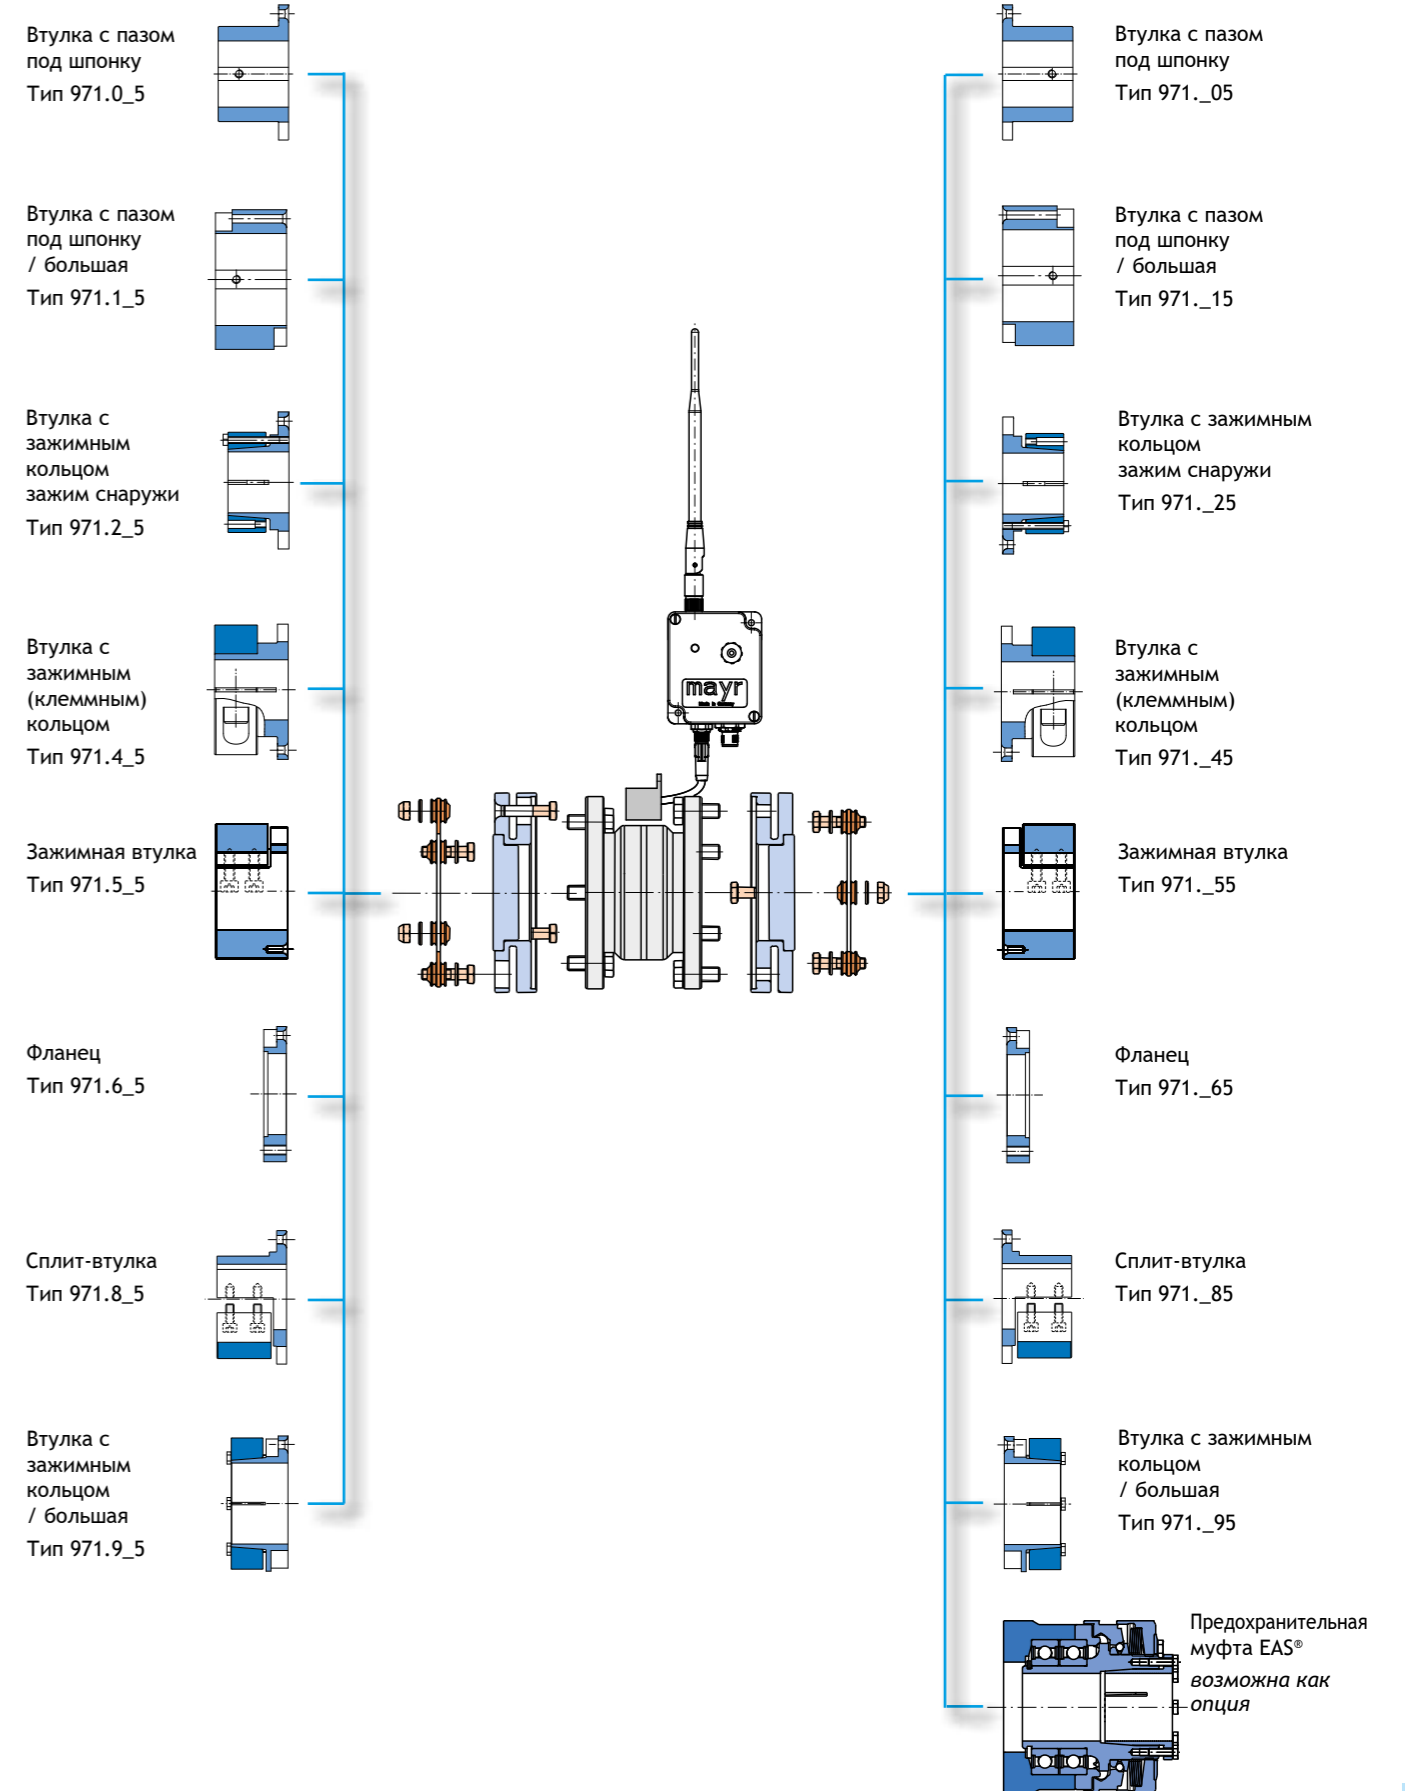 Втулка с пазом
под шпонку
Тип 971.0_5
Втулка с пазом
под шпонку
/ большая
Тип 971.1_5
Втулка с
зажимным
кольцом
зажим снаружи
Тип 971.2_5
Втулка с
зажимным
(клеммным)
кольцом
Тип 971.4_5
Зажимная втулка
Тип 971.5_5
Фланец
Тип 971.6_5
Сплит-втулка
Тип 971.8_5
Втулка с
зажимным
кольцом
/ большая
Тип 971.9_5
mayr
Made in Germany
Втулка с пазом
под шпонку
Тип 971._05
Втулка с пазом
под шпонку
/ большая
Тип 971._15
Втулка с зажимным
кольцом
зажим снаружи
Тип 971._25
Втулка с
зажимным
(клеммным)
кольцом
Тип 971._45
Зажимная втулка
Тип 971._55
Фланец
Тип 971._65
Сплит-втулка
Тип 971._85
Втулка с зажимным
кольцом
/ большая
Тип 971._95
Предохранительная
муфта EAS®
возможна как
опция